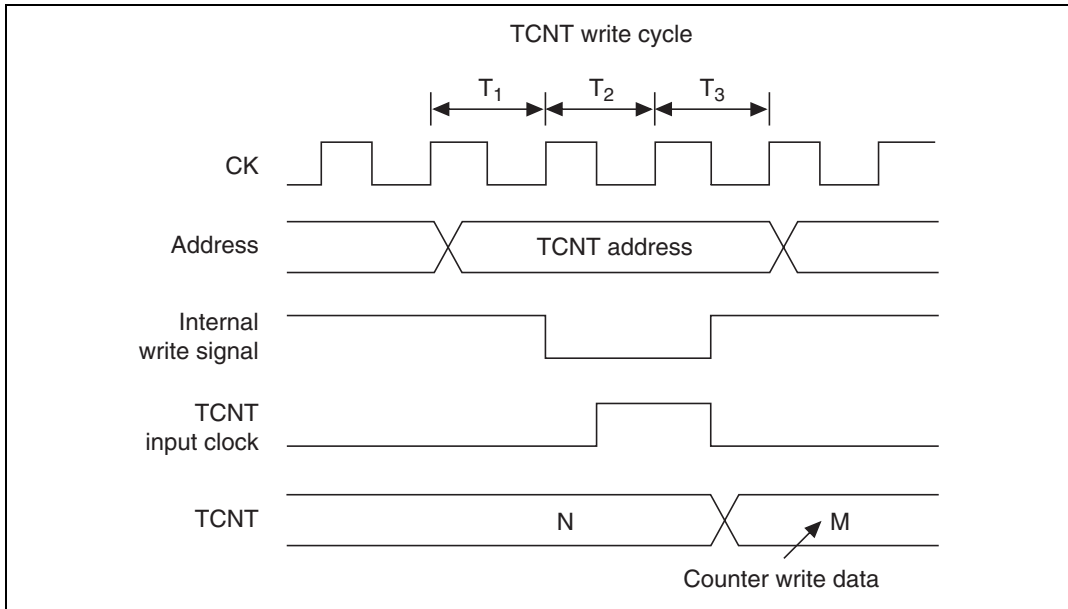 TCNT write cycle
T1 T2 T3
CK
Address
TCNT address
Internal
write signal
TCNT
input clock
TCNT
N
M
Counter write data